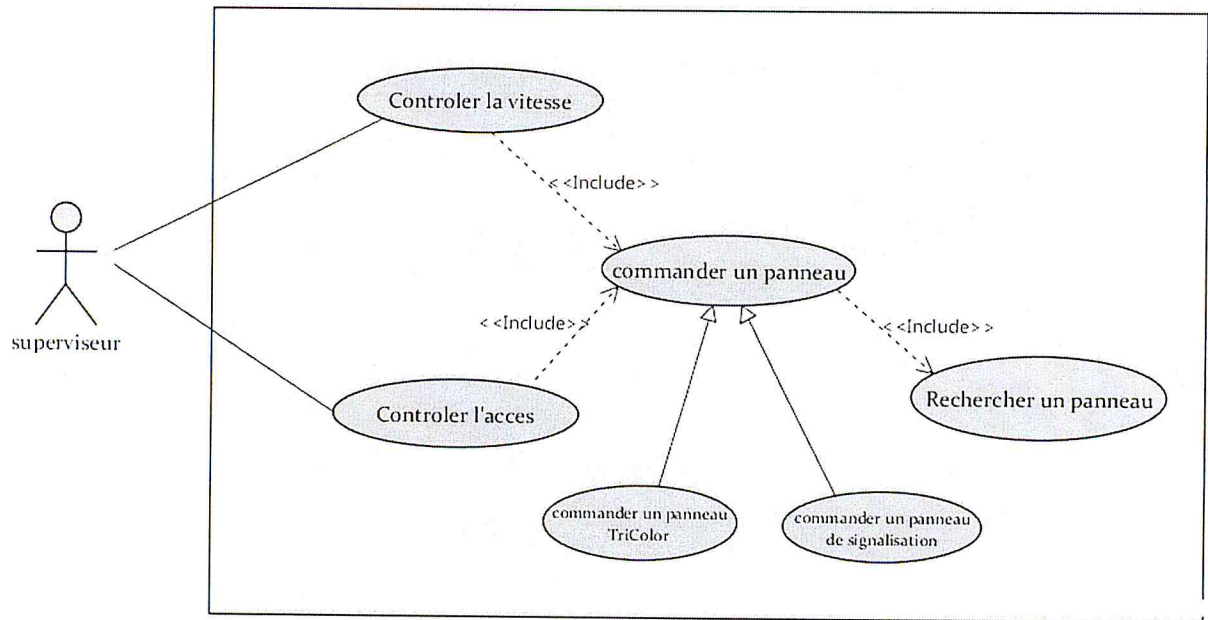 Controler la vitesse
< <Include> >
commander un panneau
< <Include> >
< <Include> >
superviseur
Controler l'acces
Rechercher un panneau
commander un panneau
TriColor
commander un panneau
de signalisation